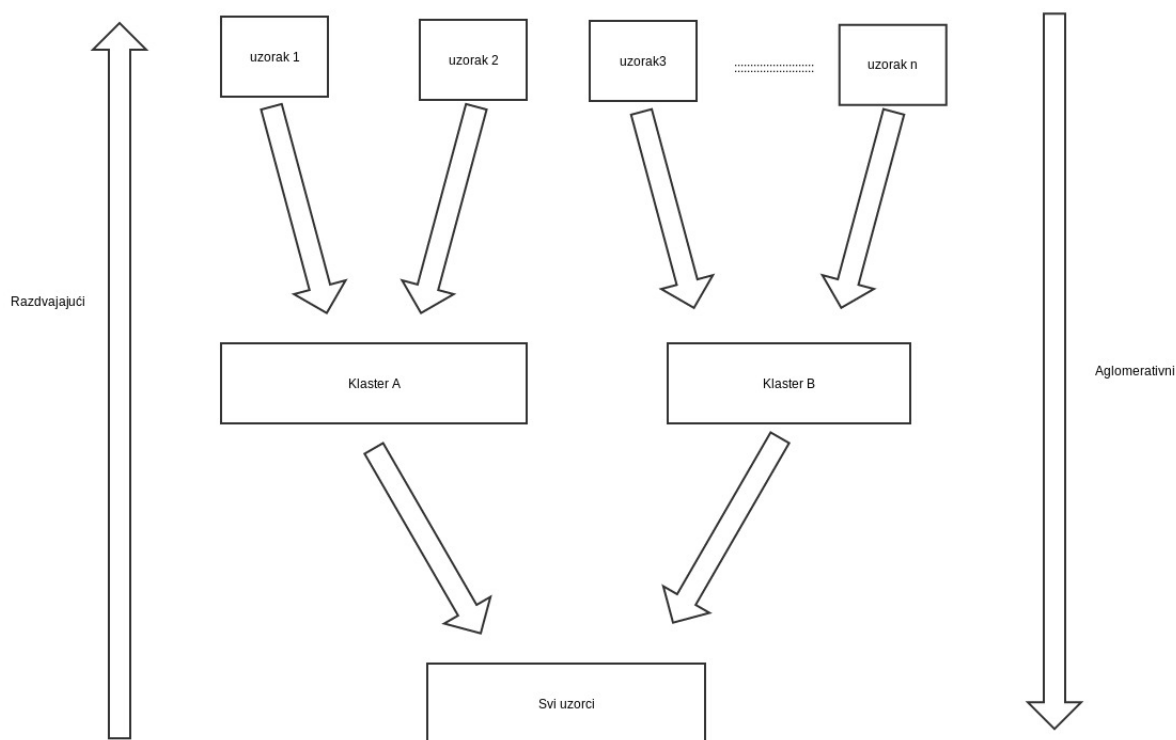 uzorak 1
uzorak 2
uzorak3
uzorak n
Razdvajajući
Aglomerativni
Klaster A
Klaster B
Svi uzorci